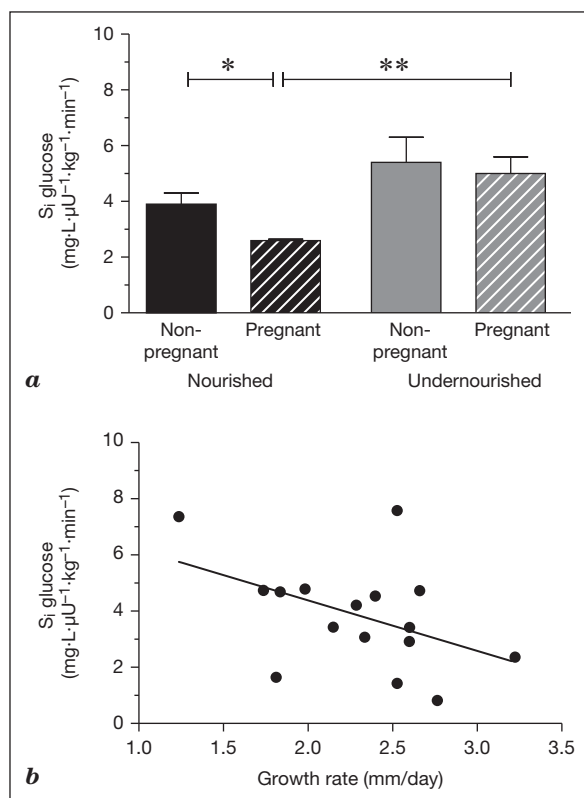 10
8
6
4
2
0
S_i glucose
(mg·L·µU⁻¹·kg⁻¹·min⁻¹)
*
**
Non-
pregnant
Pregnant
Non-
pregnant
Pregnant
Nourished
Undernourished
a
10
8
6
4
2
0
S_i glucose
(mg·L·µU⁻¹·kg⁻¹·min⁻¹)
1.0 1.5 2.0 2.5 3.0 3.5
Growth rate (mm/day)
b